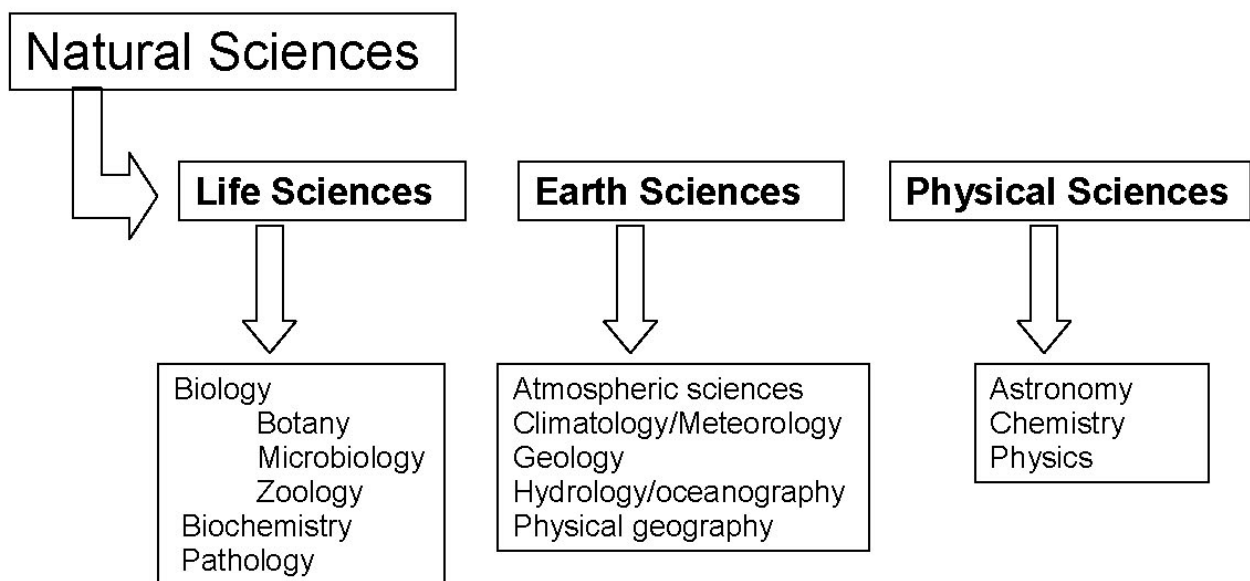 Natural Sciences
Life Sciences
Earth Sciences
Physical Sciences
Biology
Botany
Microbiology
Zoology
Biochemistry
Pathology
Atmospheric sciences
Climatology/Meteorology
Geology
Hydrology/oceanography
Physical geography
Astronomy
Chemistry
Physics